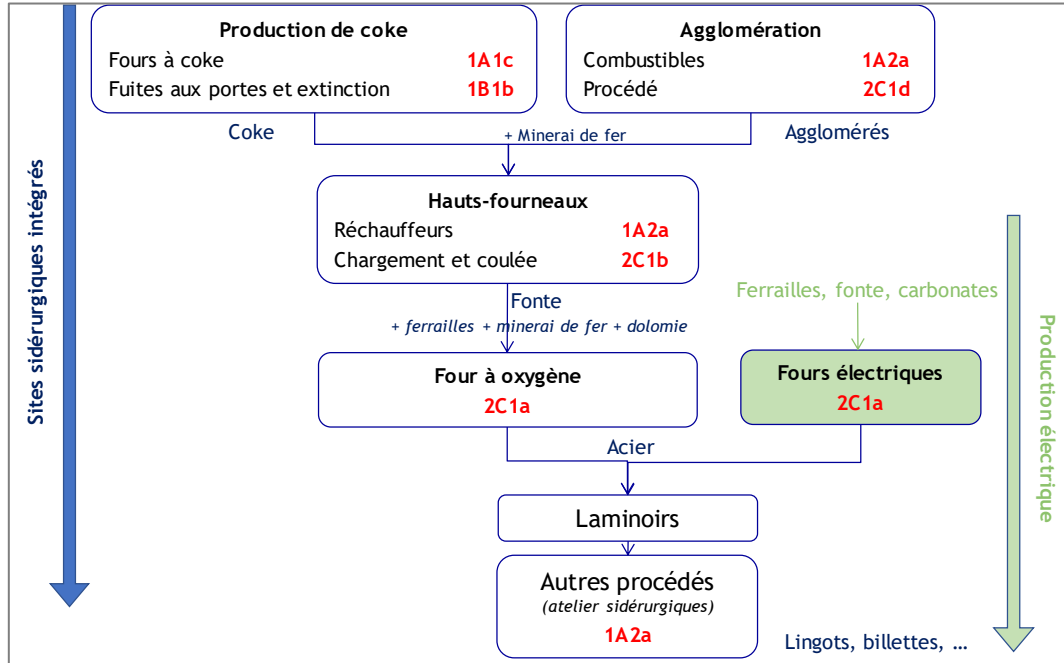 Production de coke
Fours à coke 1A1c
Fuites aux portes et extinction 1B1b
Agglomération
Combustibles 1A2a
Procédé 2C1d
Coke
+ Minerai de fer
Agglomérés
Sites sidérurgiques intégrés
Hauts-fourneaux
Réchauffeurs 1A2a
Chargement et coulée 2C1b
Fonte
+ ferrailles + minerai de fer + dolomie
Ferrailles, fonte, carbonates
Four à oxygène
2C1a
Fours électriques
2C1a
Production électrique
Acier
Laminoirs
Autres procédés
(atelier sidérurgiques)
1A2a
Lingots, billettes, …